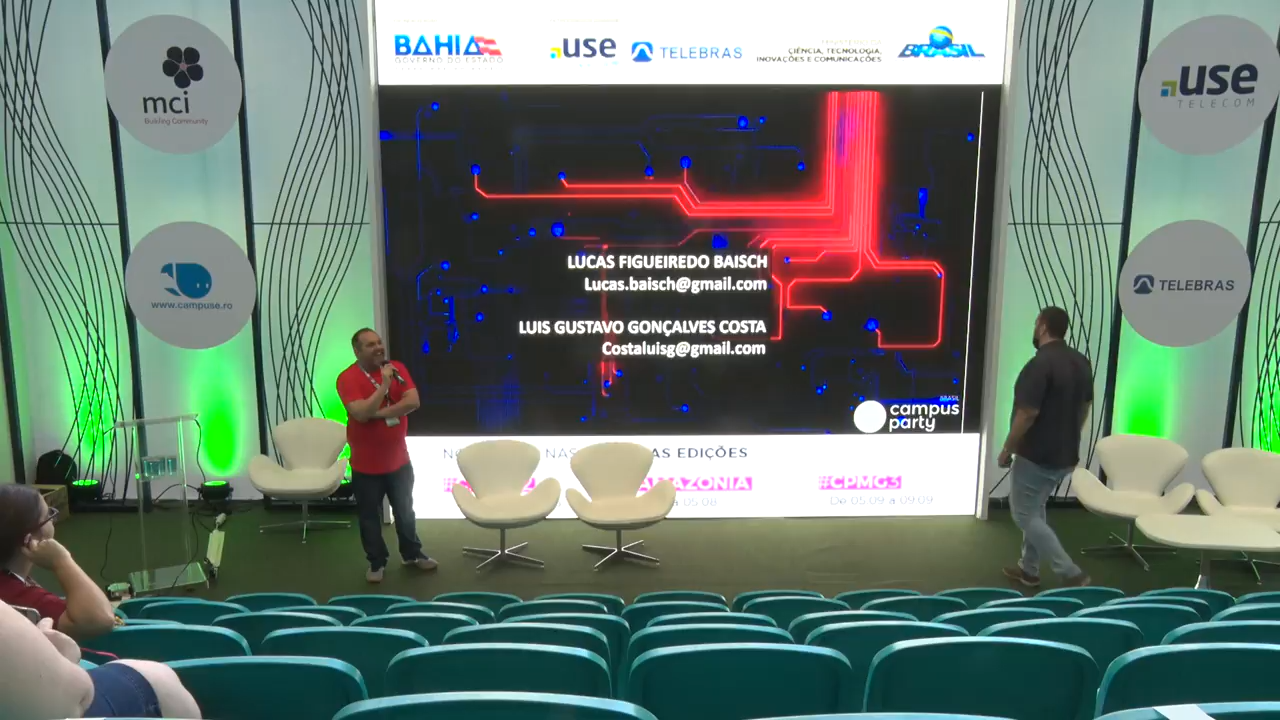 BAHIA
GOVERNO DO ESTADO
use
TELEBRAS
CIÊNCIA, TECNOLOGIA,
INOVAÇÕES E COMUNICAÇÕES
BRASIL
mci
Building Community
www.campuse.ro
use
TELECOM
TELEBRAS
LUCAS FIGUEIREDO BAISCH
Lucas.baisch@gmail.com
LUIS GUSTAVO GONÇALVES COSTA
Costaluisg@gmail.com
BRASIL
campus
party
AS EDIÇÕES
AMAZONIA
#CPMG3
De 05.09 a 09.09